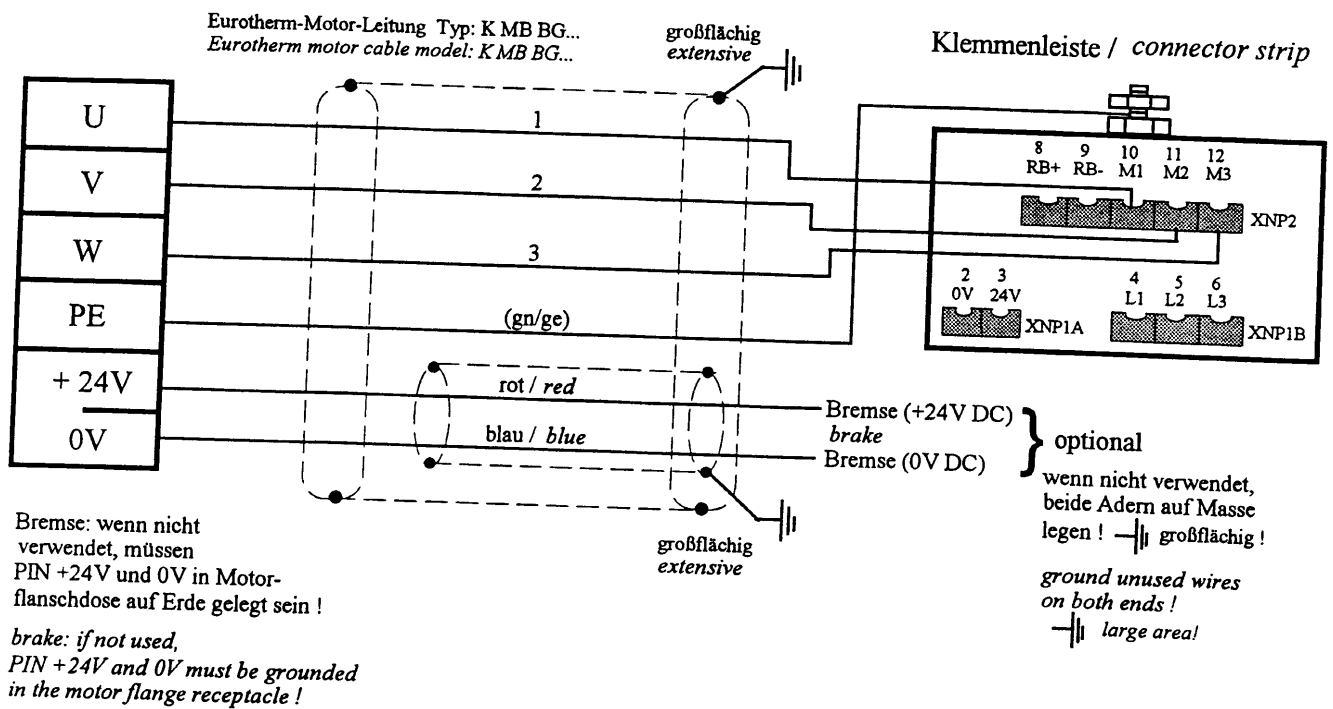 Eurotherm-Motor-Leitung Typ: K MB BG...
Eurotherm motor cable model: K MB BG...
großflächig
extensive
Klemmenleiste / connector strip
U
V
W
PE
+ 24V
0V
1
2
3
(gn/ge)
rot / red
blau / blue
8 9 10 11 12
RB+ RB- M1 M2 M3
XNP2
2 3
0V 24V
XNP1A
4 5 6
L1 L2 L3
XNP1B
Bremse (+24V DC)
brake
Bremse (0V DC)
optional
wenn nicht verwendet,
beide Adern auf Masse
legen ! großflächig !
ground unused wires
on both ends !
large area!
großflächig
extensive
Bremse: wenn nicht
verwendet, müssen
PIN +24V und 0V in Motor-
flanschdose auf Erde gelegt sein !
brake: if not used,
PIN +24V and 0V must be grounded
in the motor flange receptacle !